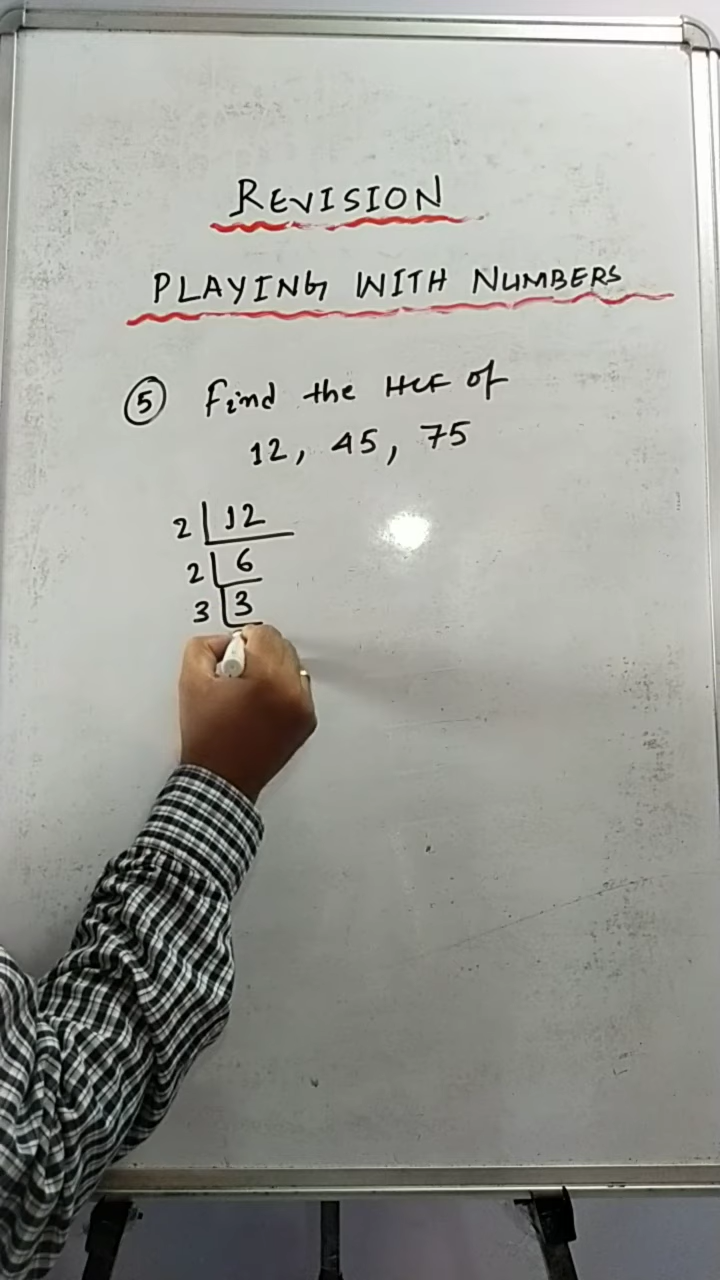 REVISION
PLAYING WITH NUMBERS
5 Find the HCF of
12, 45, 75
2 12
2 6
3 3